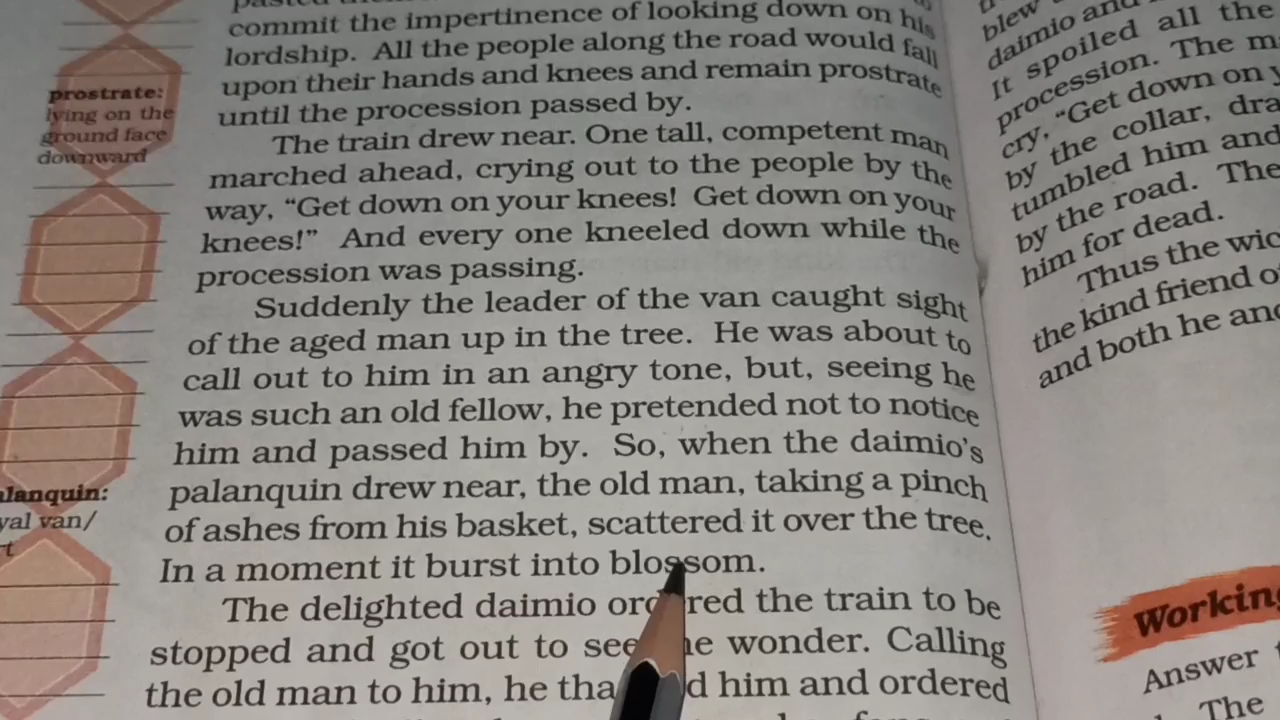 commit the impertinence of looking down on his
lordship. All the people along the road would fall
upon their hands and knees and remain prostrate
until the procession passed by.
The train drew near. One tall, competent man
marched ahead, crying out to the people by the
way, “Get down on your knees! Get down on your
knees!” And every one kneeled down while the
procession was passing.
Suddenly the leader of the van caught sight
of the aged man up in the tree. He was about to
call out to him in an angry tone, but, seeing he
was such an old fellow, he pretended not to notice
him and passed him by. So, when the daimio’s
palanquin drew near, the old man, taking a pinch
of ashes from his basket, scattered it over the tree.
In a moment it burst into blossom.
The delighted daimio ord red the train to be
stopped and got out to see he wonder. Calling
the old man to him, he tha d him and ordered
prostrate:
lying on the
ground face
downward
alanquin:
yal van/
t
blew
daimio and
It spoiled all the
procession. The m
cry, “Get down on y
by the collar, dra
tumbled him and
by the road. The
him for dead.
Thus the wic
the kind friend o
and both he and
Working
Answer
The